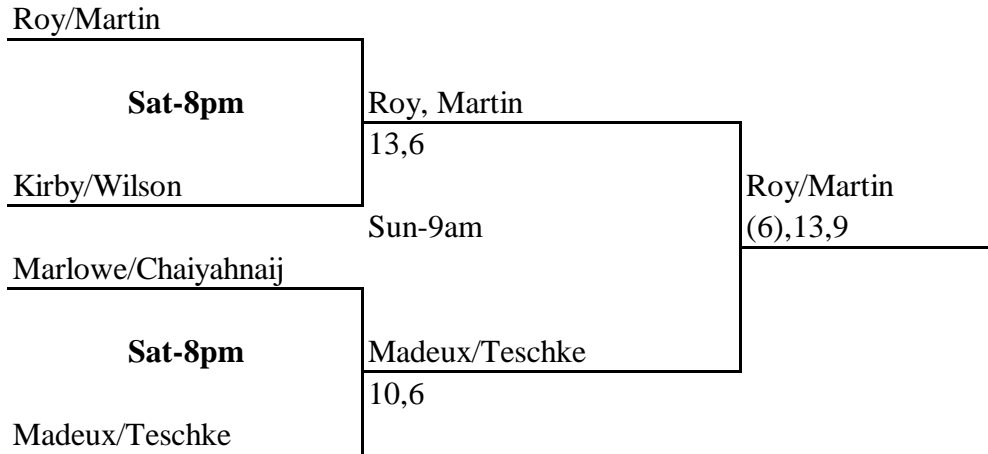 Roy/Martin
Sat-8pm
Roy, Martin
13,6
Kirby/Wilson
Roy/Martin
Sun-9am
(6),13,9
Marlowe/Chaiyahnaij
Sat-8pm
Madeux/Teschke
10,6
Madeux/Teschke